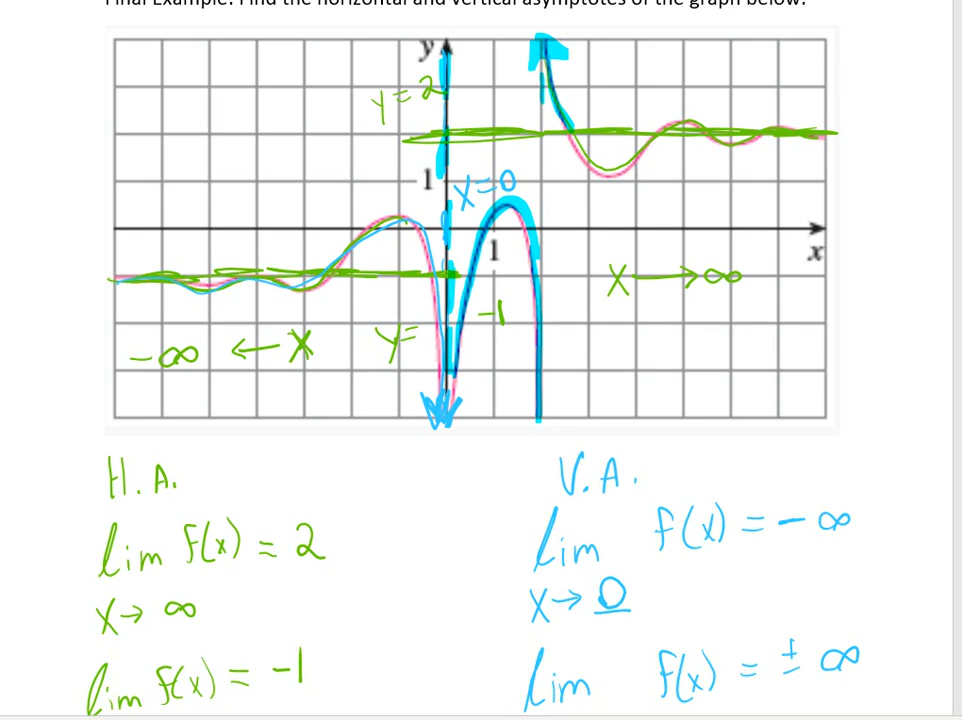 Final Example: Find the horizontal and vertical asymptotes of the graph below.
y
y = 2
1
x=0
1
x
x → ∞
-1
-∞ ← x
y=
H.A.
lim f(x) = 2
x→ ∞
lim f(x) = -1
V.A.
lim f(x) = - ∞
x→ 0
lim f(x) = ± ∞